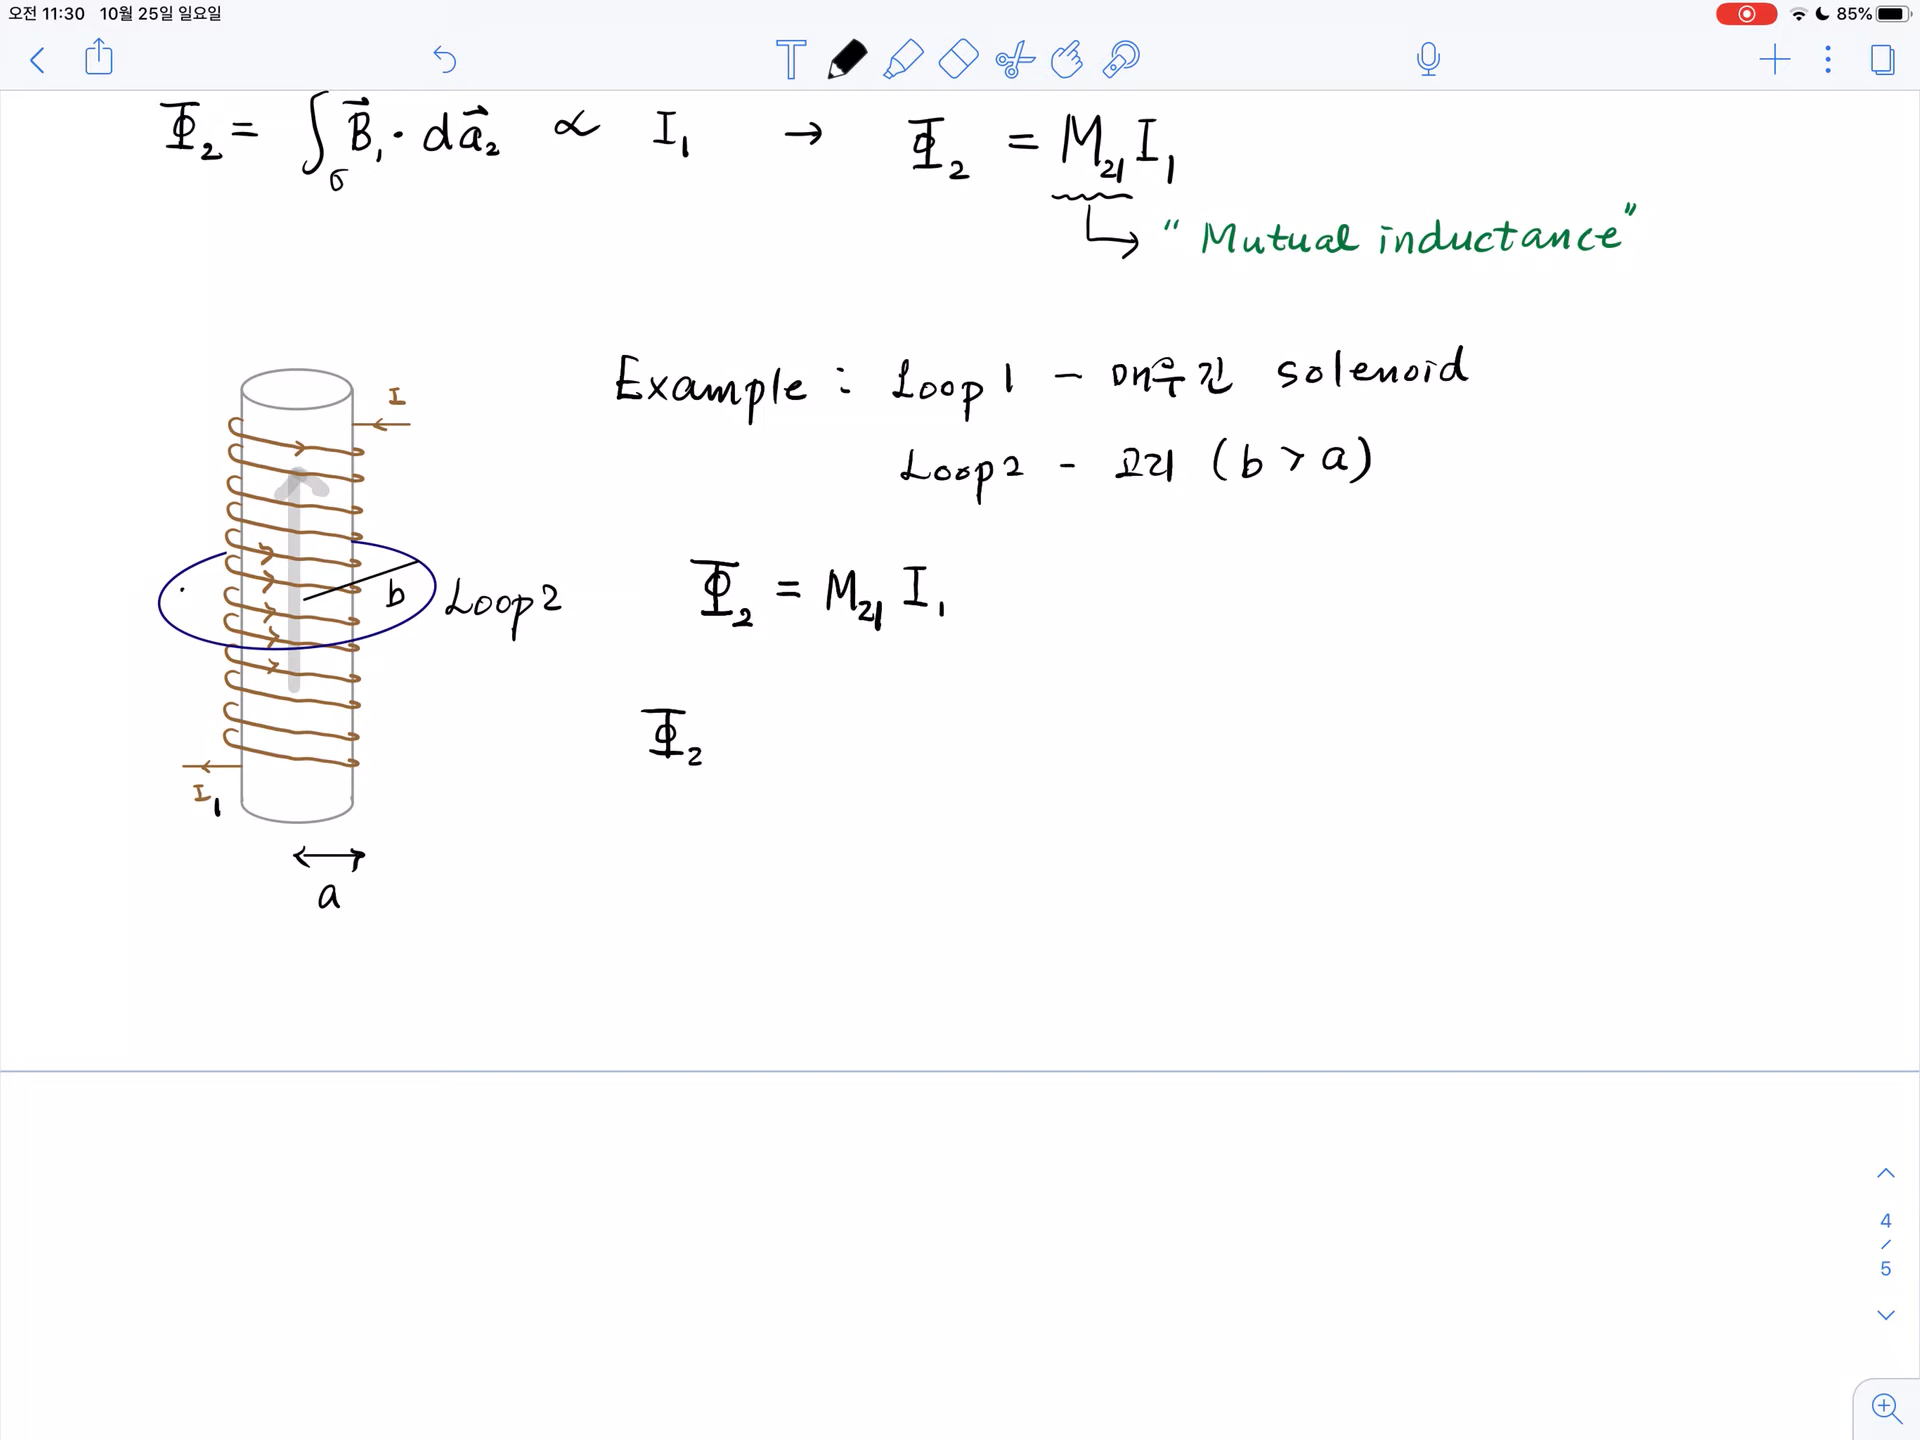 오전 11:30 10월 25일 일요일 85%
T
Φ₂ = ∫σ B⃗₁ · da⃗₂ ∝ I₁ → Φ₂ = M₂₁ I₁
“Mutual inductance”
Example : Loop 1 – 매우 긴 solenoid
Loop 2 – 고리 (b > a)
I
b
Loop 2
Φ₂ = M₂₁ I₁
Φ₂
I₁
a
4
/
5